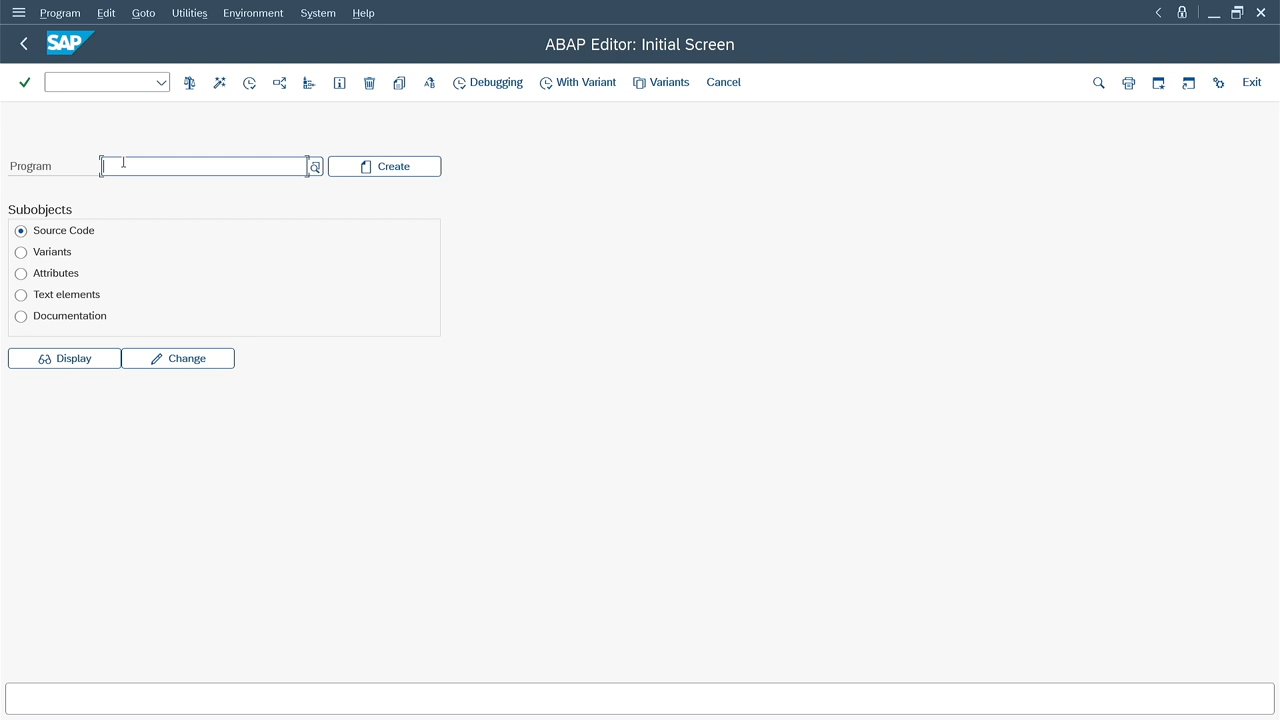 Program Edit Goto Utilities Environment System Help
SAP ABAP Editor: Initial Screen
Debugging With Variant Variants Cancel Exit
Program Create
Subobjects
Source Code
Variants
Attributes
Text elements
Documentation
Display Change